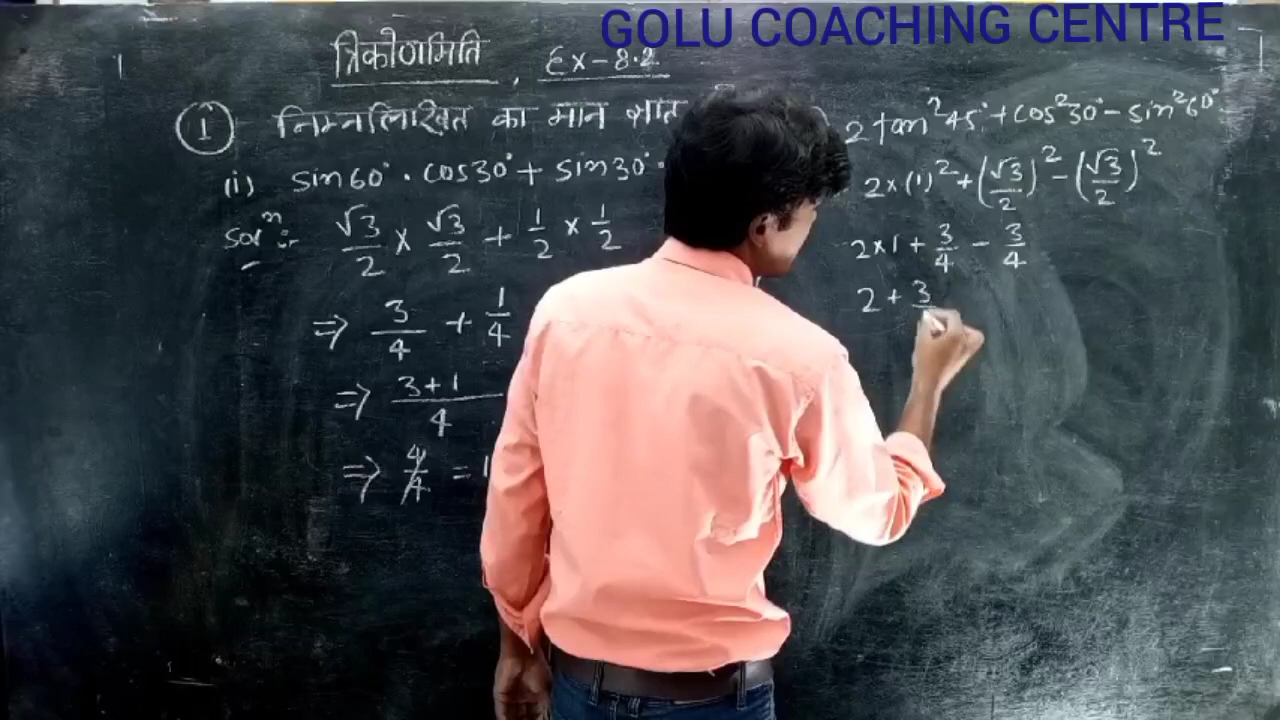 GOLU COACHING CENTRE
त्रिकोणमिति , Ex-8.2
① निम्नलिखित का मान ज्ञात
(i) sin60° . cos30° + sin30° .
Solⁿ:- √3/2 × √3/2 + 1/2 × 1/2
⇒ 3/4 + 1/4
⇒ 3+1/4
⇒ 4/4 = 1
2 tan²45° + cos²30° - sin²60°
2×(1)² + (√3/2)² - (√3/2)²
2×1 + 3/4 - 3/4
2 + 3